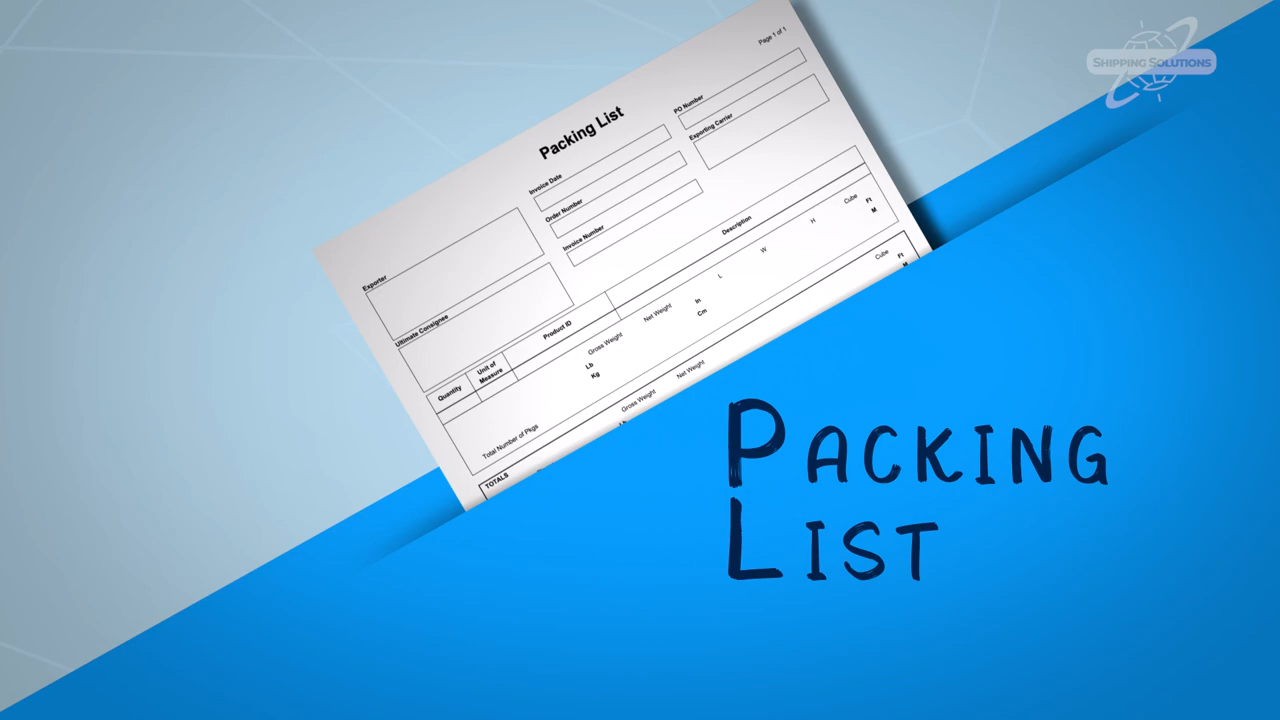 SHIPPING SOLUTIONS
Page 1 of 1
Packing List
PO Number
Exporting Carrier
Invoice Date
Order Number
Invoice Number
Exporter
Ultimate Consignee
Quantity
Unit of
Measure
Product ID
Description
Gross Weight
Net Weight
L
W
H
Cube
Lb
Kg
In
Cm
Ft
M
Total Number of Pkgs
Gross Weight
Net Weight
Cube
Ft
TOTALS
PACKING
LIST